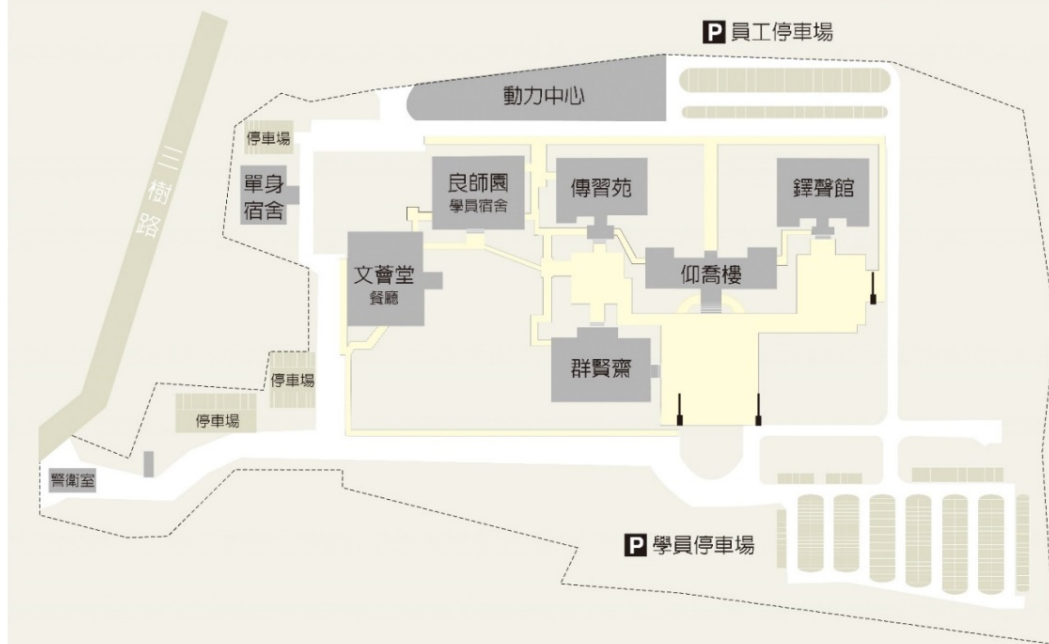 P 員工停車場
動力中心
停車場
三樹路
單身
宿舍
良師園
學員宿舍
傳習苑
鐸聲館
文薈堂
餐廳
仰喬樓
群賢齋
停車場
停車場
警衛室
P 學員停車場